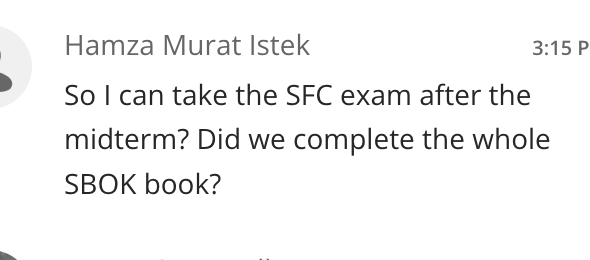 Hamza Murat Istek 3:15 P
So I can take the SFC exam after the
midterm? Did we complete the whole
SBOK book?